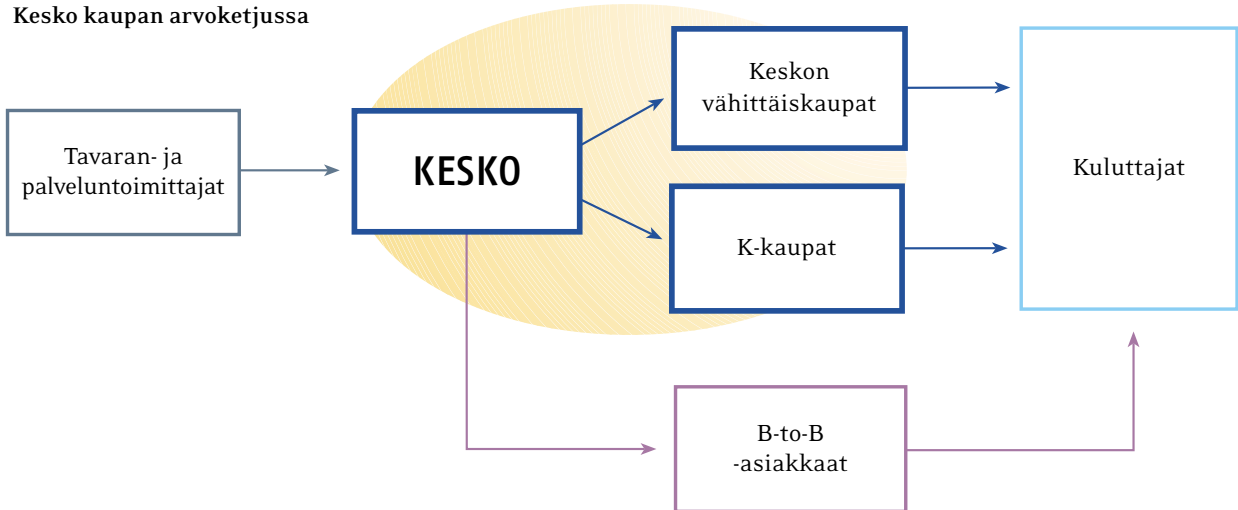 Kesko kaupan arvoketjussa
Tavaran- ja
palveluntoimittajat
KESKO
Keskon
vähittäiskaupat
K-kaupat
B-to-B
-asiakkaat
Kuluttajat